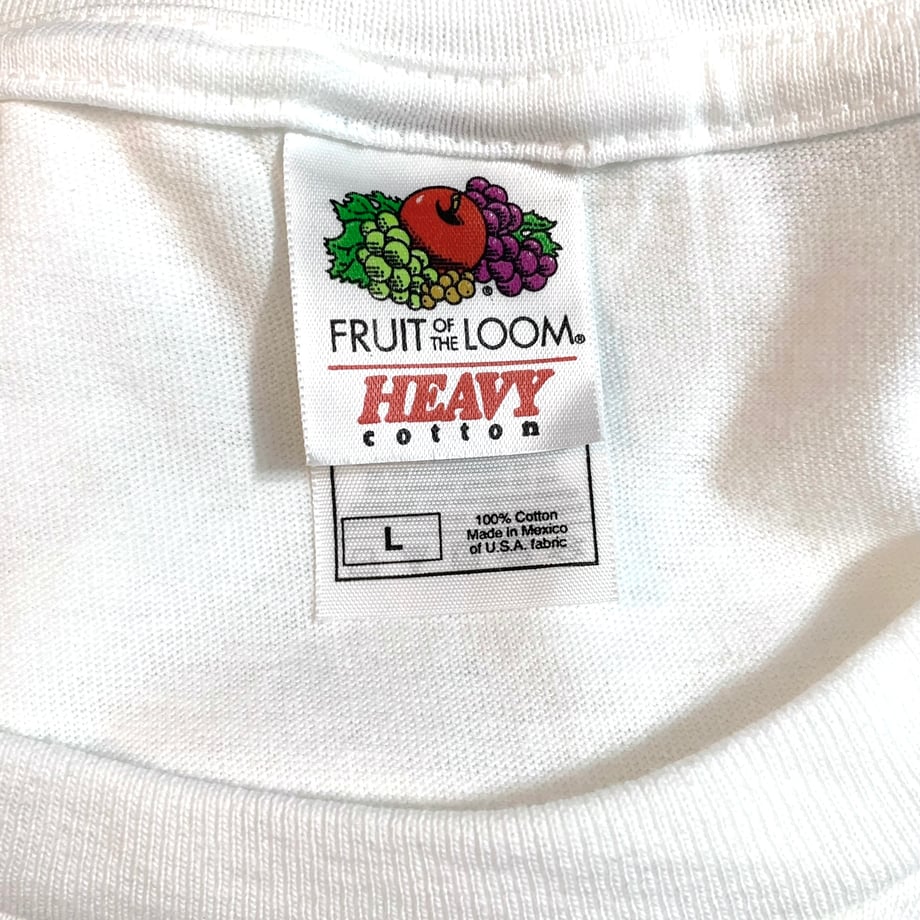 ®
FRUIT OF THE LOOM®
HEAVY
cotton
L
100% Cotton
Made in Mexico
of U.S.A. fabric